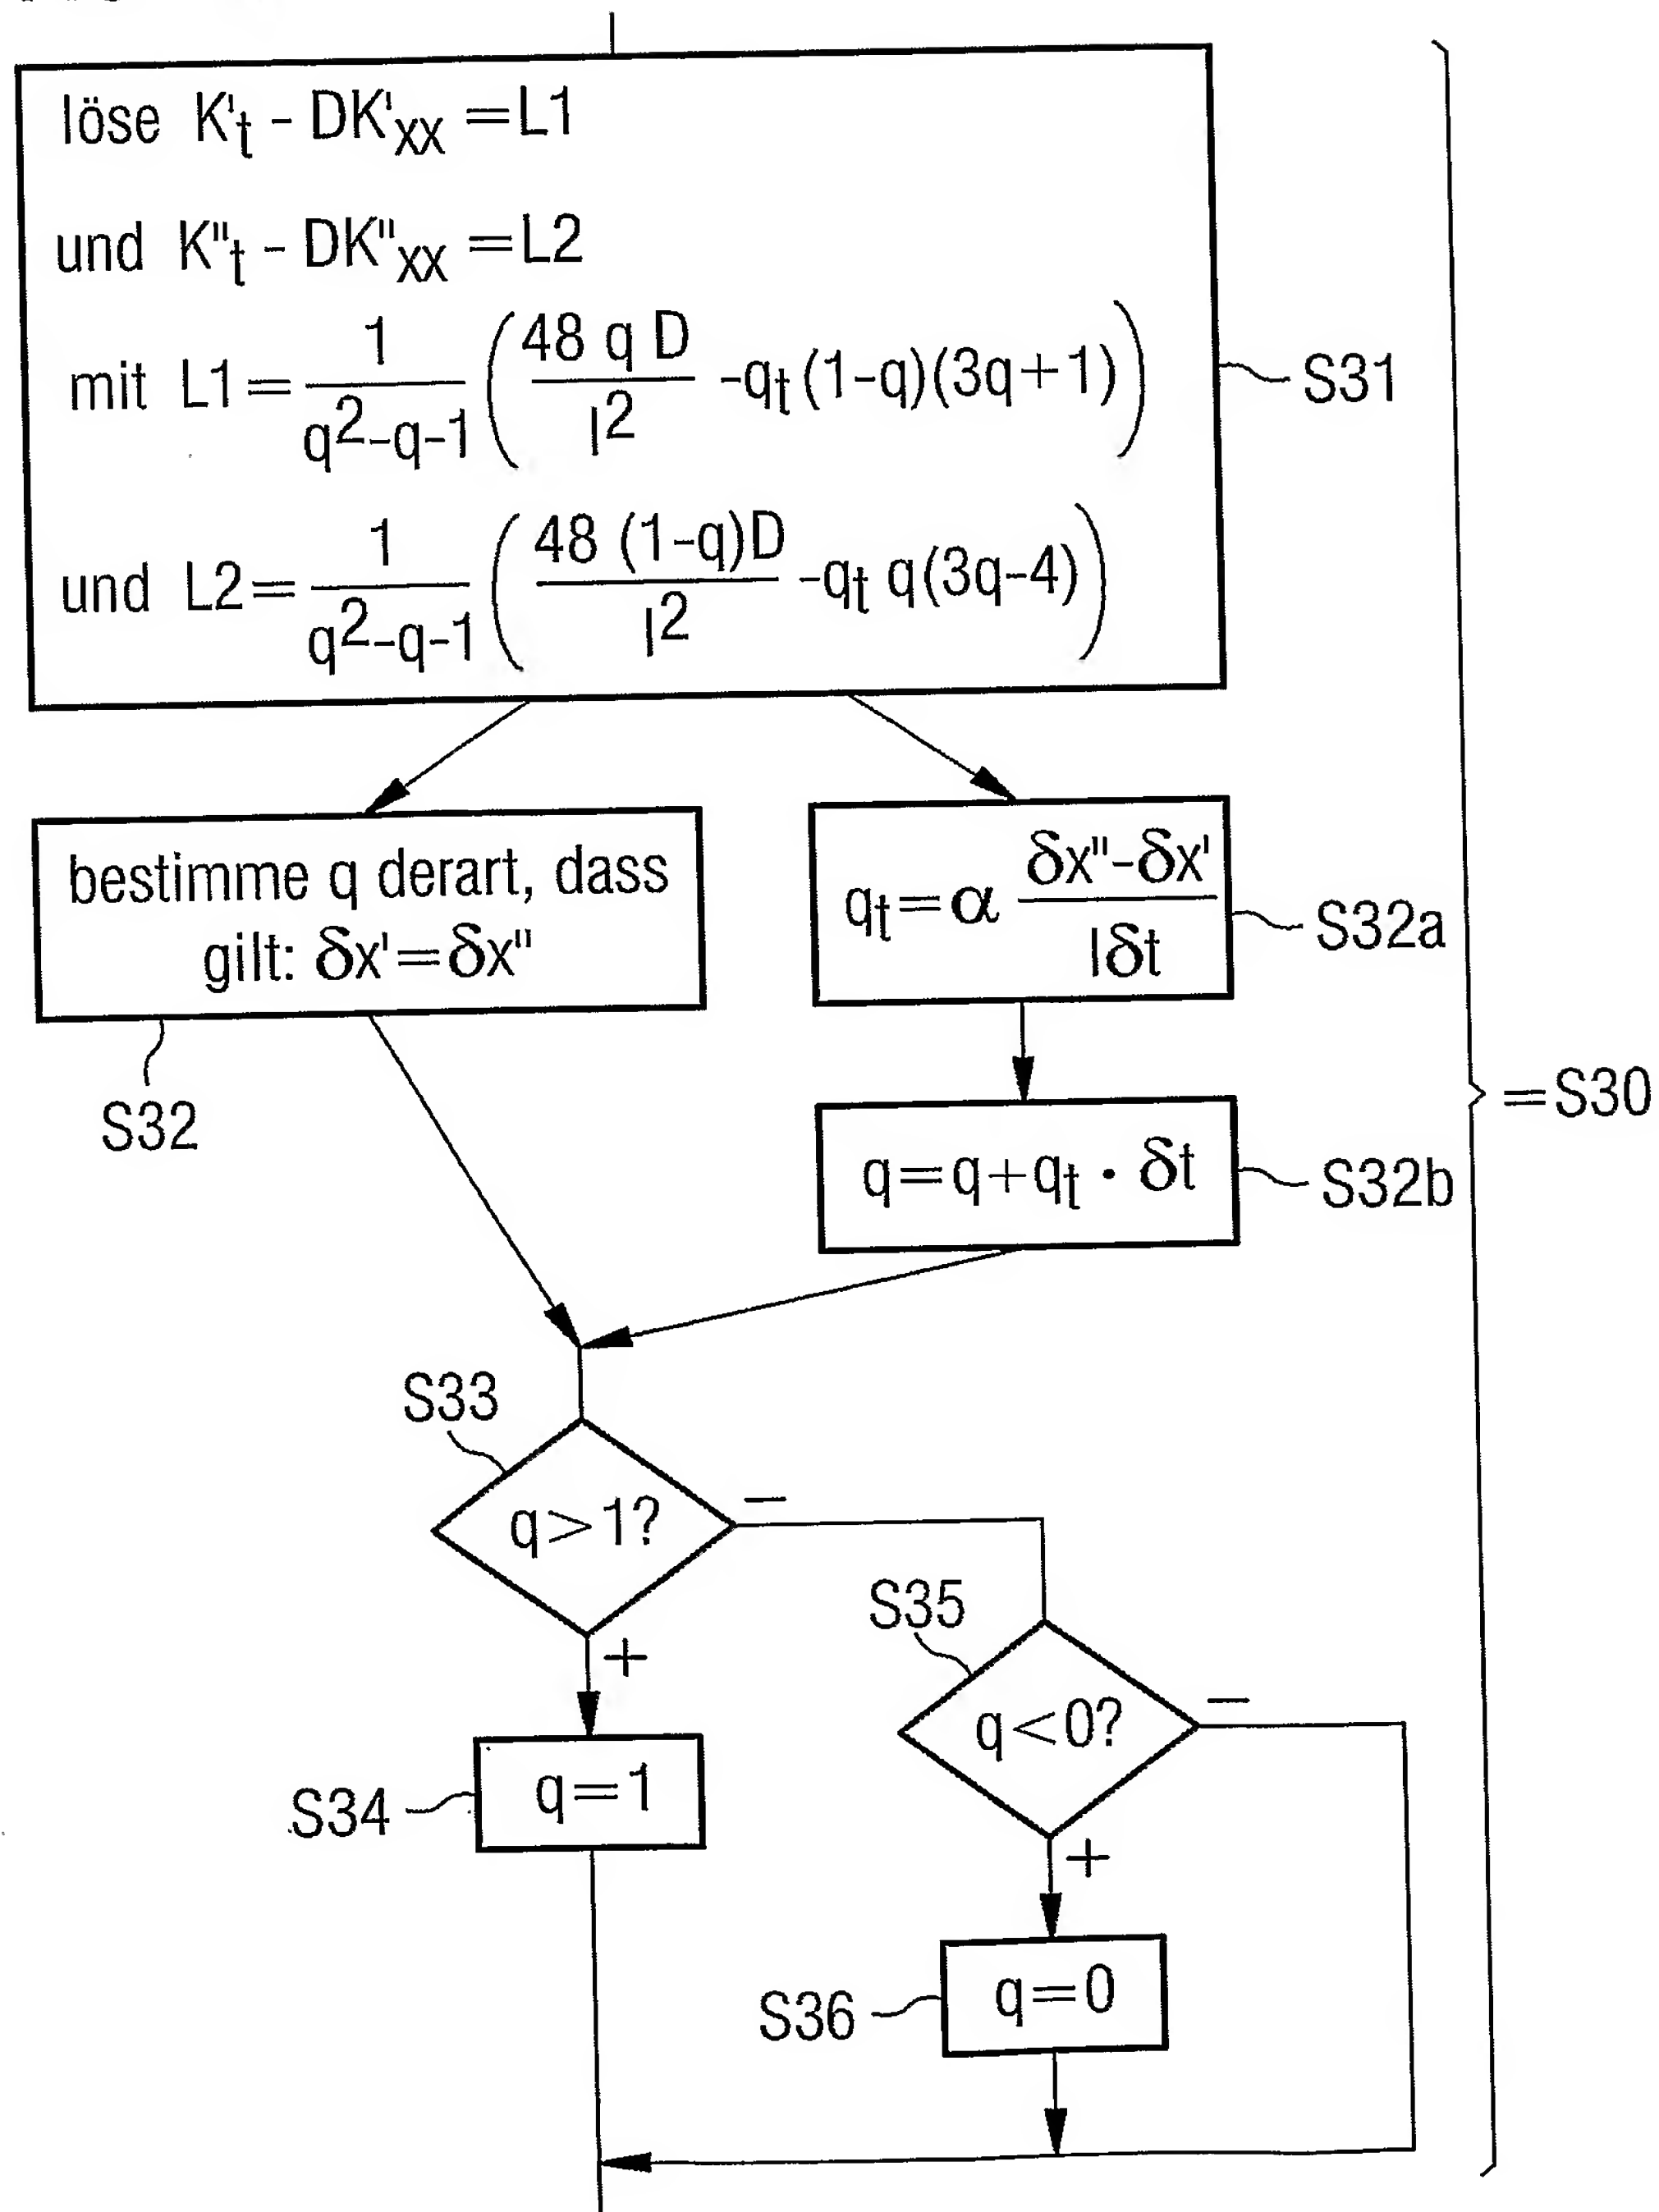 löse K't - DK'xx = L1
und K"t - DK"xx = L2
mit L1 = 1/(q²-q-1) ( 48 q D / l² - qt (1-q)(3q+1) )
S31
und L2 = 1/(q²-q-1) ( 48 (1-q)D / l² - qt q(3q-4) )
bestimme q derart, dass
gilt: δx' = δx"
S32
qt = α (δx"-δx') / lδt
S32a
= S30
q = q + qt · δt
S32b
S33
q > 1?
−
+
S35
q < 0?
−
S34
q = 1
+
S36
q = 0